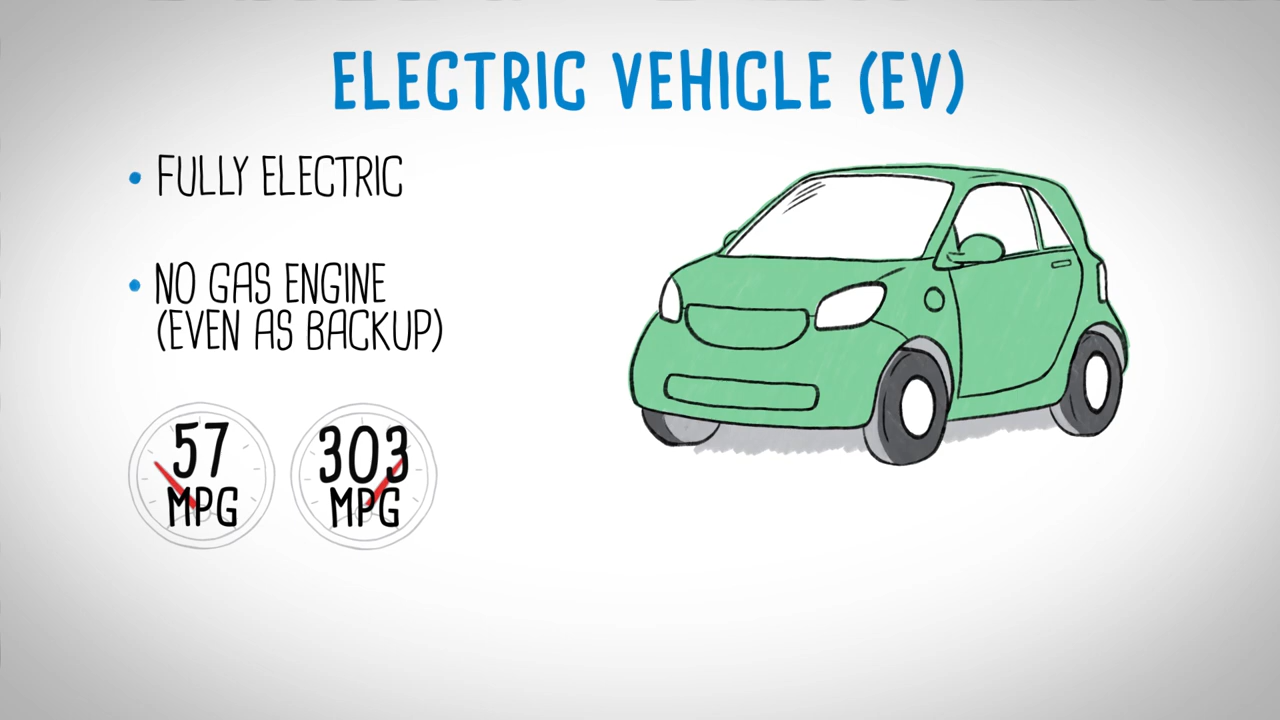 ELECTRIC VEHICLE (EV)
• FULLY ELECTRIC
• NO GAS ENGINE
(EVEN AS BACKUP)
57
MPG
303
MPG